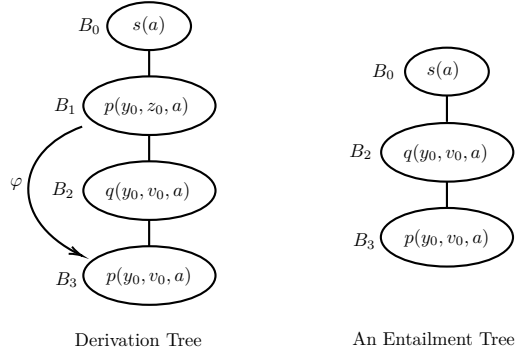 B₀ s(a)
B₁ p(y₀, z₀, a)
φ
B₂ q(y₀, v₀, a)
B₃ p(y₀, v₀, a)
Derivation Tree
B₀ s(a)
B₂ q(y₀, v₀, a)
B₃ p(y₀, v₀, a)
An Entailment Tree